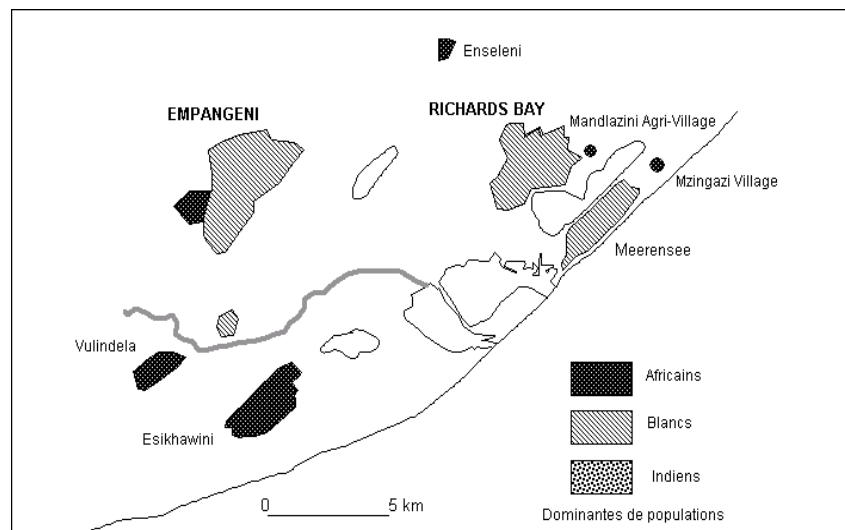 Enseleni
EMPANGENI
RICHARDS BAY
Mandlazini Agri-Village
Mzingazi Village
Meerensee
Vulindela
Africains
Esikhawini
Blancs
Indiens
0 5 km
Dominantes de populations